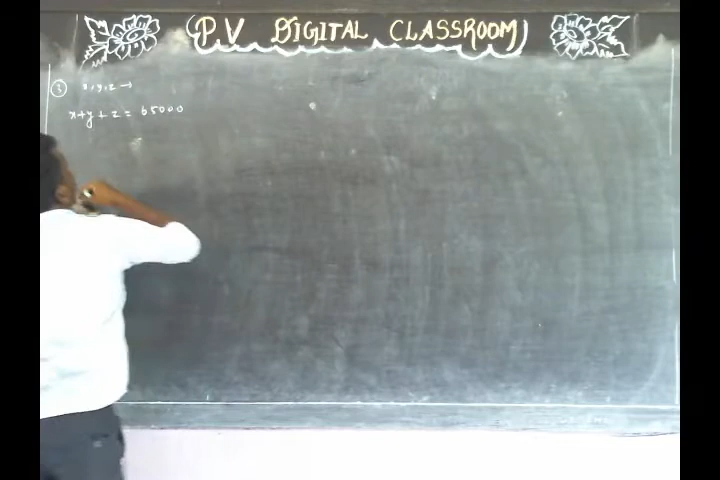 P.V DIGITAL CLASSROOM
③ x,y,z →
x+y+z = 65000